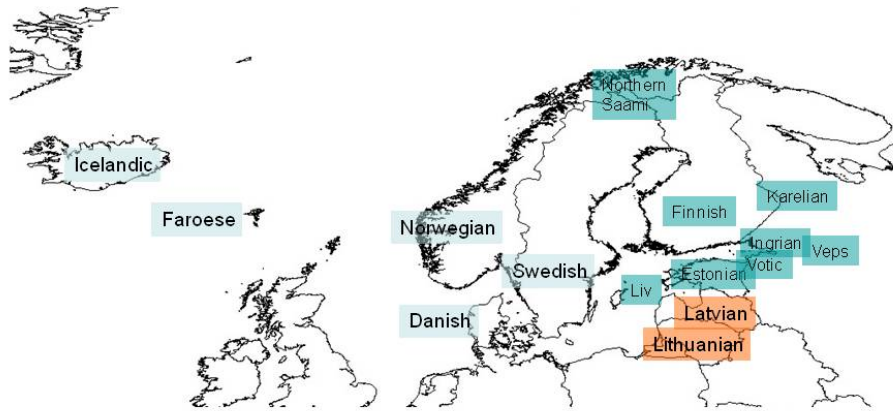 Northern
Saami
Icelandic
Karelian
Faroese
Finnish
Norwegian
Ingrian
Veps
Votic
Swedish
Estonian
Liv
Danish
Latvian
Lithuanian